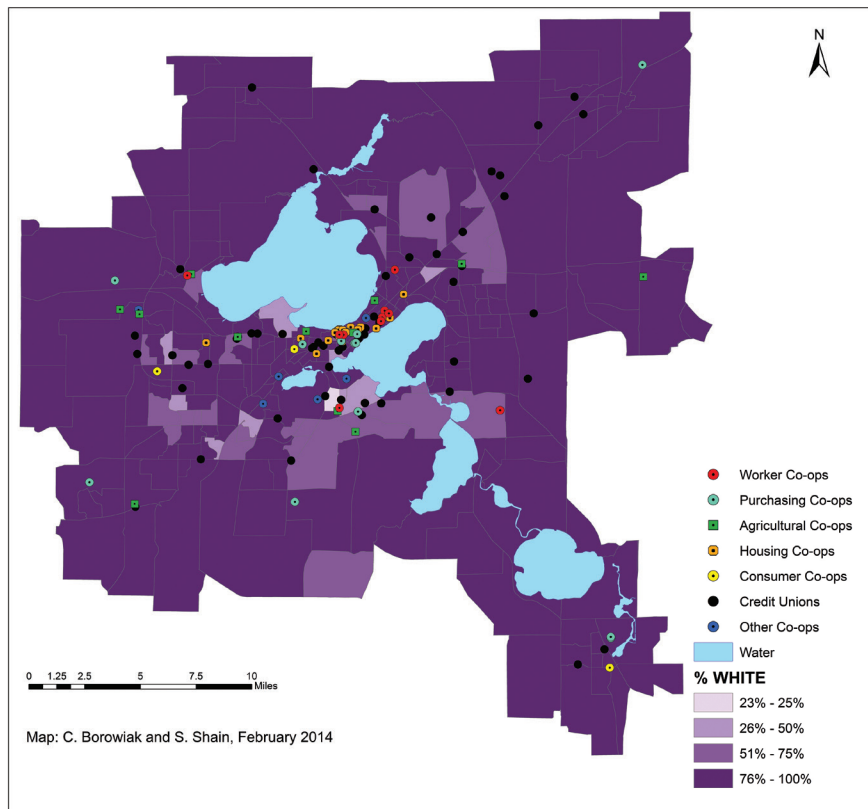 N
Worker Co-ops
Purchasing Co-ops
Agricultural Co-ops
Housing Co-ops
Consumer Co-ops
Credit Unions
Other Co-ops
Water
% WHITE
23% - 25%
26% - 50%
51% - 75%
76% - 100%
0 1.25 2.5 5 7.5 10
Miles
Map: C. Borowiak and S. Shain, February 2014